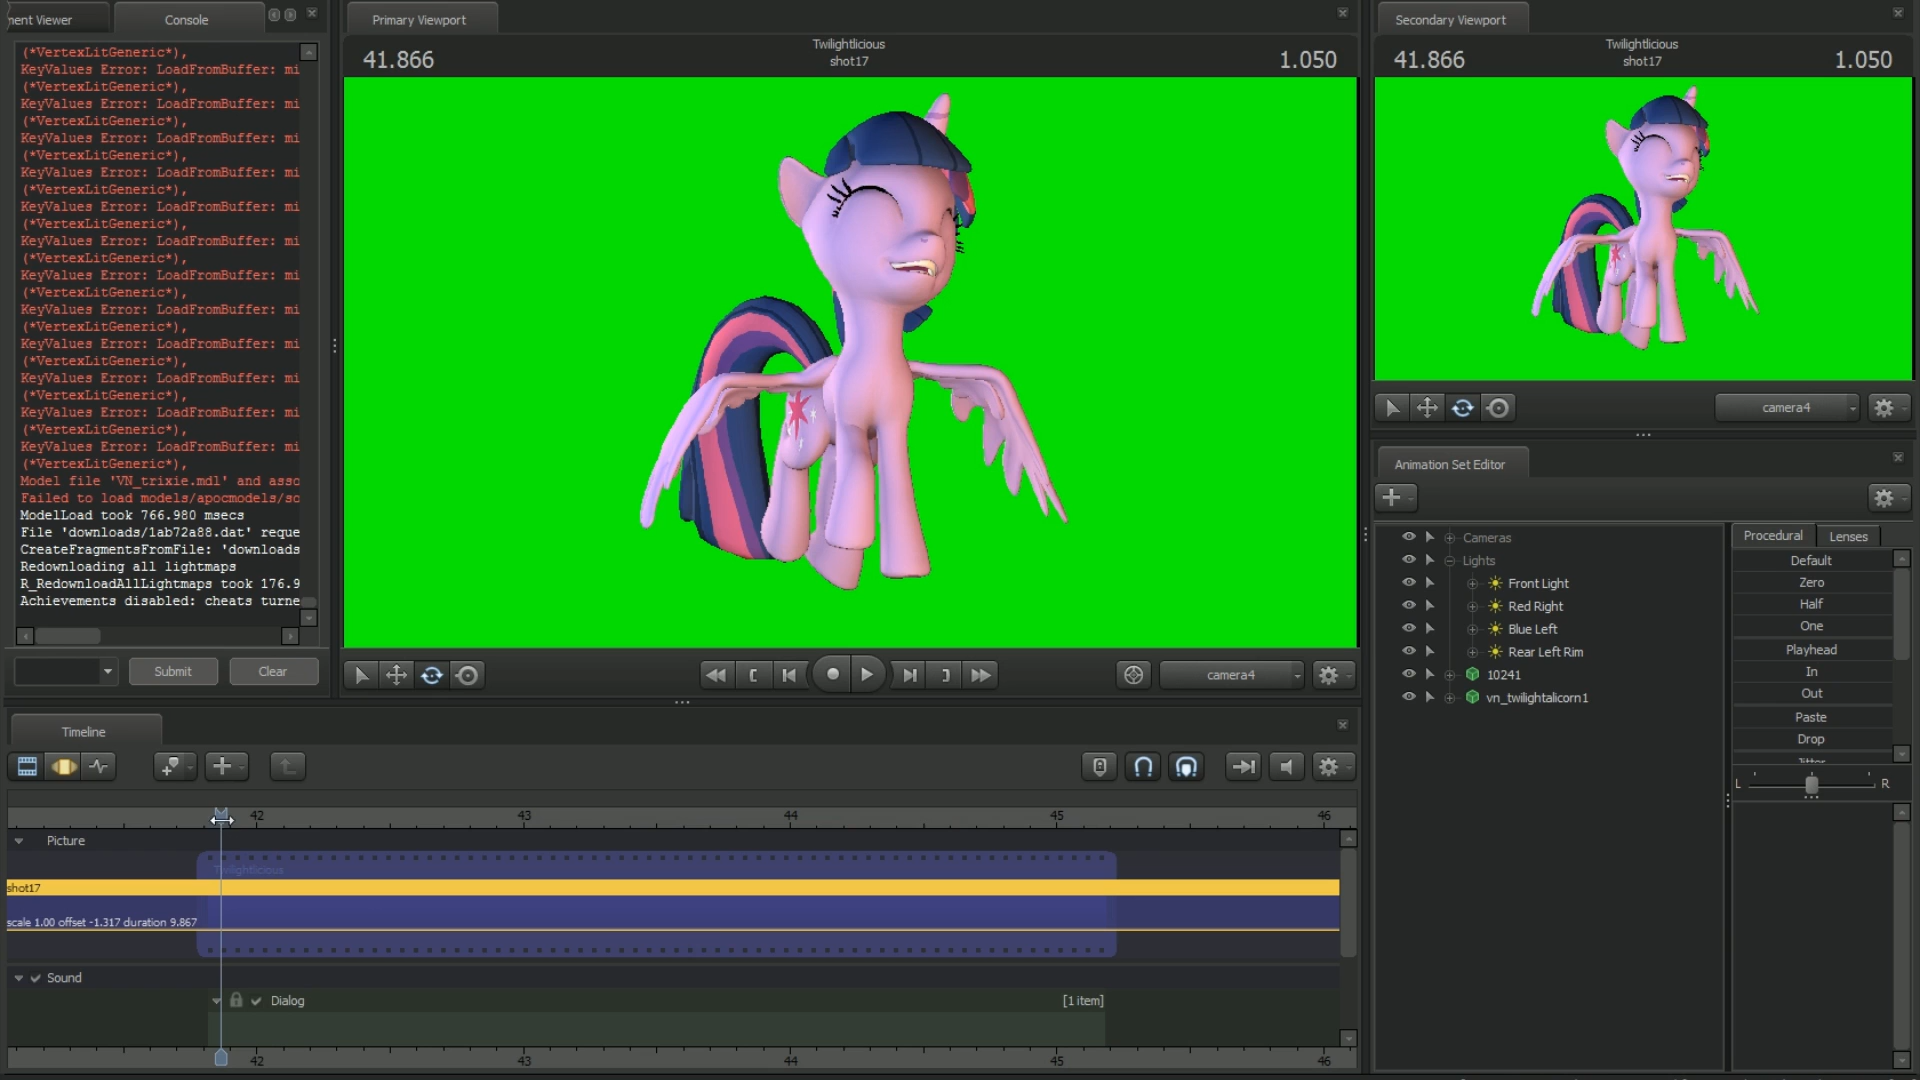 ment Viewer
Console
(*VertexLitGeneric*),
KeyValues Error: LoadFromBuffer: mi
(*VertexLitGeneric*),
KeyValues Error: LoadFromBuffer: mi
(*VertexLitGeneric*),
KeyValues Error: LoadFromBuffer: mi
(*VertexLitGeneric*),
KeyValues Error: LoadFromBuffer: mi
(*VertexLitGeneric*),
KeyValues Error: LoadFromBuffer: mi
(*VertexLitGeneric*),
KeyValues Error: LoadFromBuffer: mi
(*VertexLitGeneric*),
KeyValues Error: LoadFromBuffer: mi
(*VertexLitGeneric*),
KeyValues Error: LoadFromBuffer: mi
(*VertexLitGeneric*),
KeyValues Error: LoadFromBuffer: mi
(*VertexLitGeneric*),
KeyValues Error: LoadFromBuffer: mi
(*VertexLitGeneric*),
KeyValues Error: LoadFromBuffer: mi
(*VertexLitGeneric*),
KeyValues Error: LoadFromBuffer: mi
(*VertexLitGeneric*),
Model file 'VN_trixie.mdl' and asso
Failed to load models/apocmodels/so
ModelLoad took 766.980 msecs
File 'downloads/1ab72a88.dat' reque
CreateFragmentsFromFile: 'downloads
Redownloading all lightmaps
R_RedownloadAllLightmaps took 176.9
Achievements disabled: cheats turne
Submit
Clear
Primary Viewport
41.866
Twilightlicious
shot17
1.050
camera4
Secondary Viewport
41.866
Twilightlicious
shot17
1.050
camera4
Animation Set Editor
Cameras
Lights
Front Light
Red Right
Blue Left
Rear Left Rim
10241
vn_twilightalicorn1
Procedural
Lenses
Default
Zero
Half
One
Playhead
In
Out
Paste
Drop
Jitter
L
R
Timeline
42
43
44
45
46
Picture
Twilightlicious
shot17
scale 1.00 offset -1.317 duration 9.867
Sound
Dialog
[1 item]
42
43
44
45
46